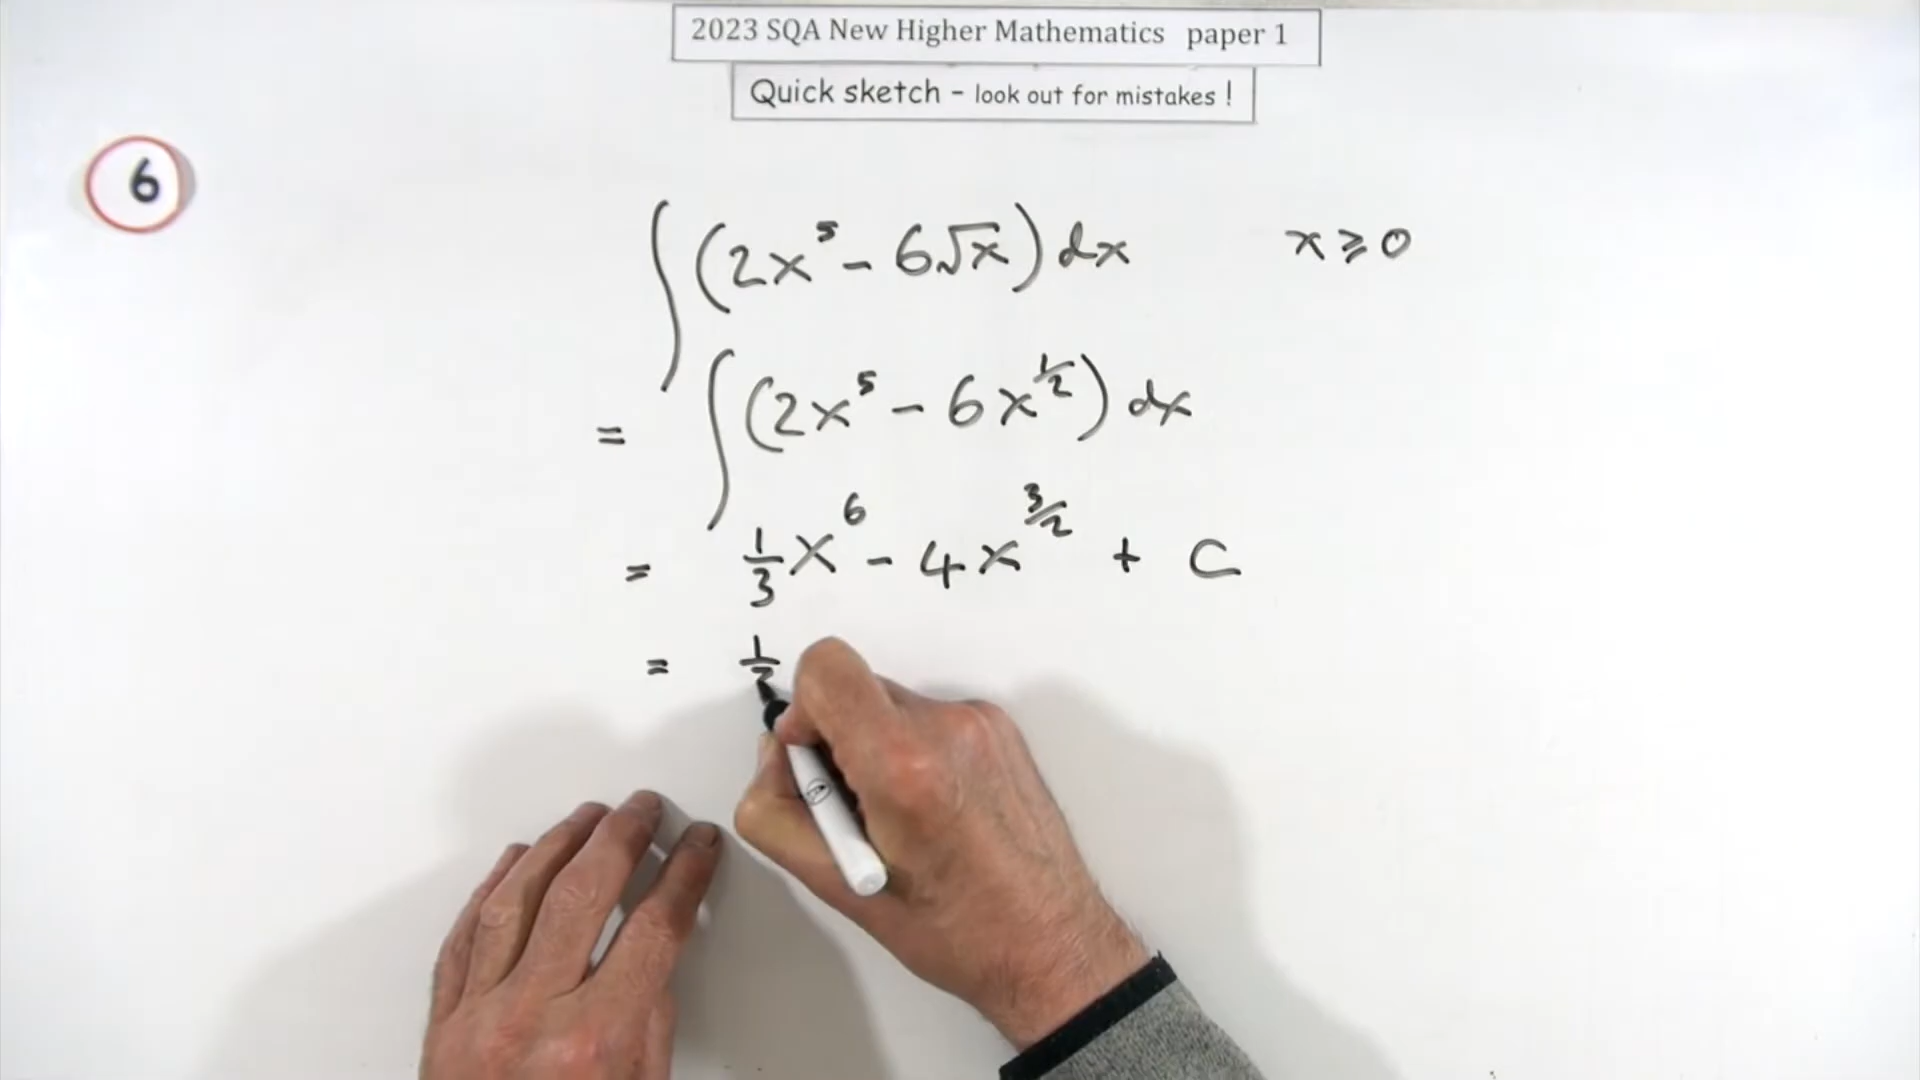 2023 SQA New Higher Mathematics paper 1
Quick sketch – look out for mistakes !
6
∫(2x⁵ - 6√x) dx x ≥ 0
= ∫(2x⁵ - 6x^½) dx
= ⅓x⁶ - 4x^3/2 + C
= 1